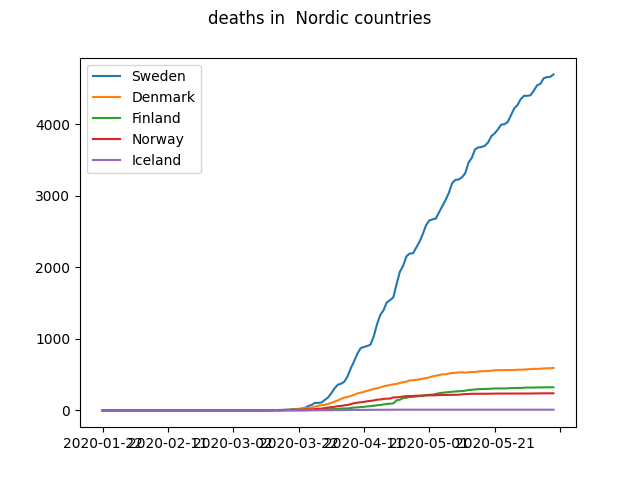 deaths in  Nordic countries
Sweden
Denmark
Finland
Norway
Iceland
4000
3000
2000
1000
0
2020-01-22 2020-02-11 2020-03-02 2020-03-22 2020-04-11 2020-05-01 2020-05-21